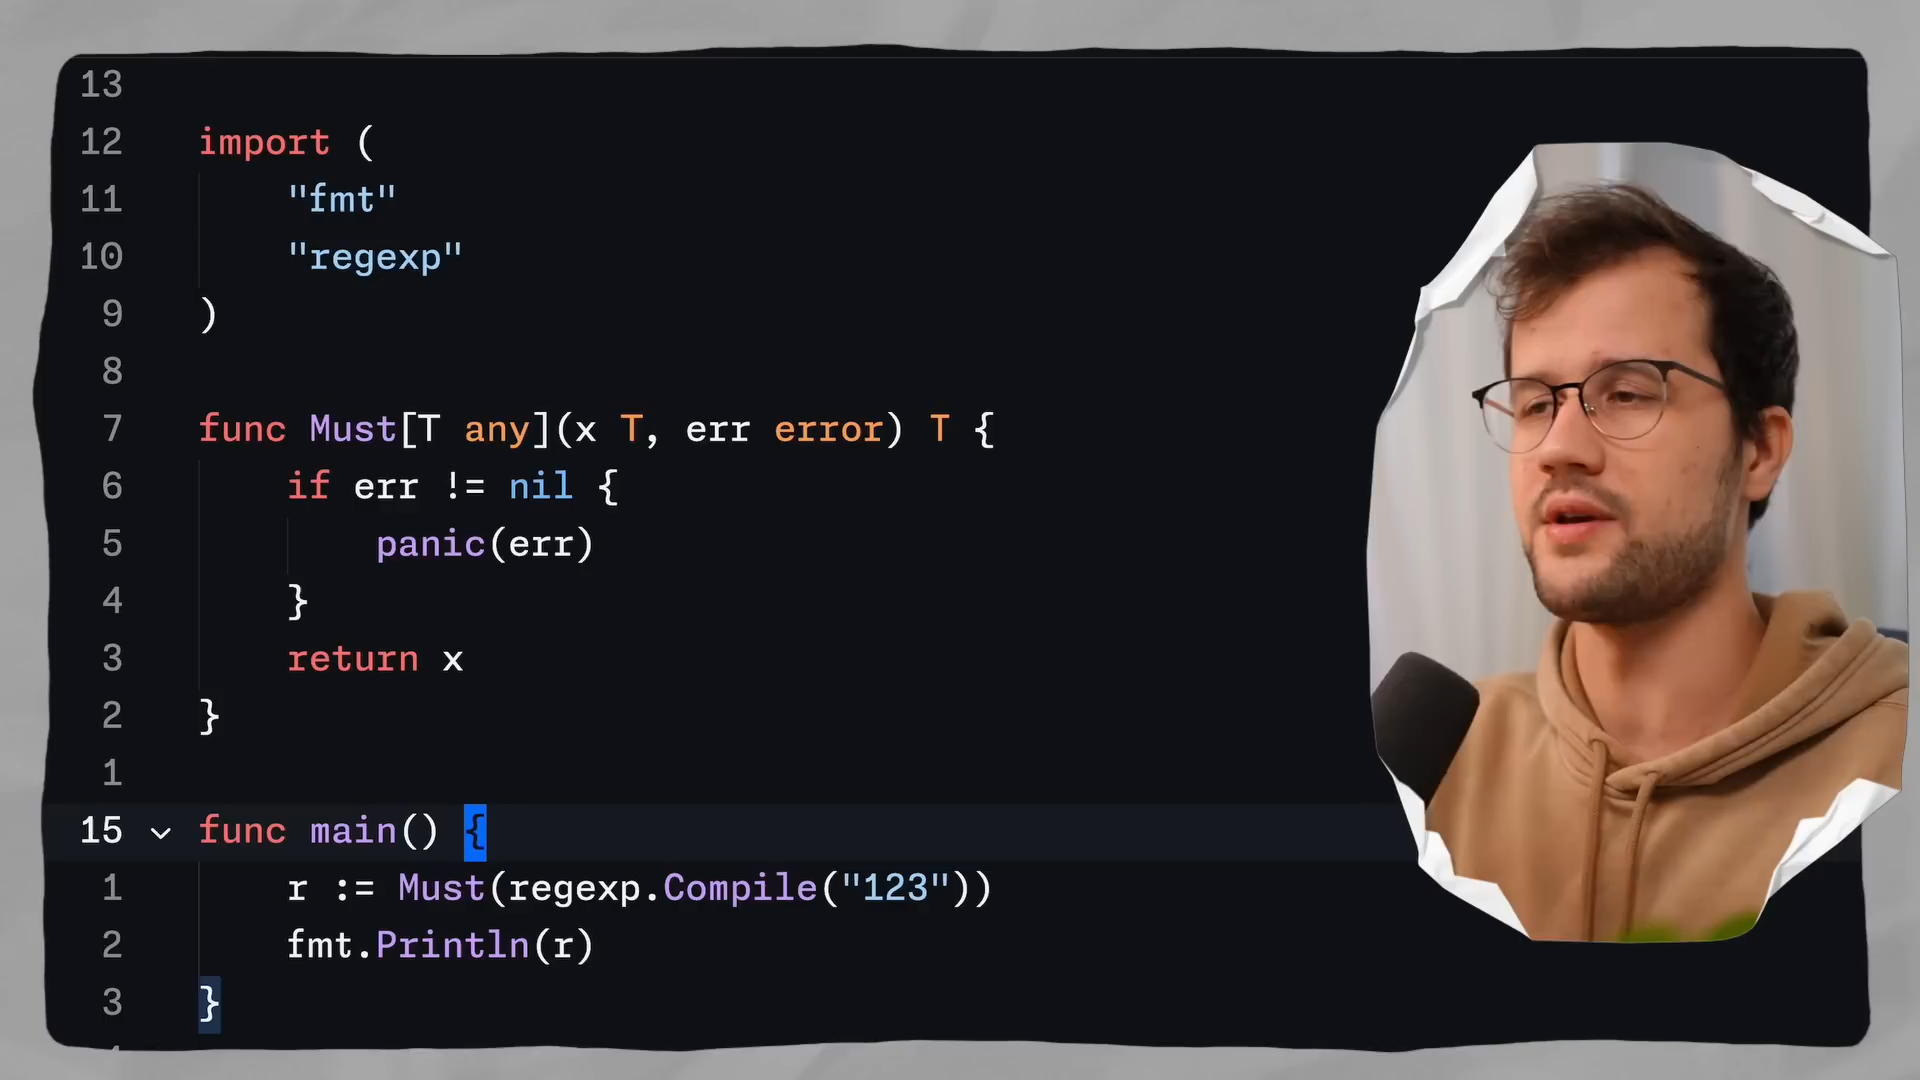 13
12 import (
11 "fmt"
10 "regexp"
9 )
8
7 func Must[T any](x T, err error) T {
6 if err != nil {
5 panic(err)
4 }
3 return x
2 }
1
15 func main() {
1 r := Must(regexp.Compile("123"))
2 fmt.Println(r)
3 }